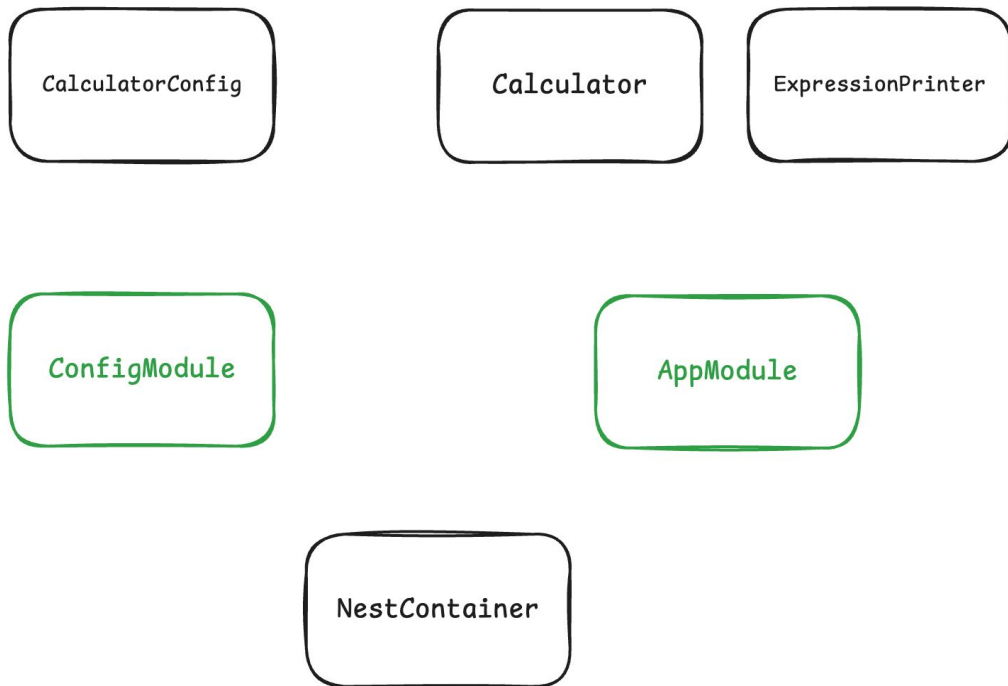 CalculatorConfig
Calculator
ExpressionPrinter
ConfigModule
AppModule
NestContainer